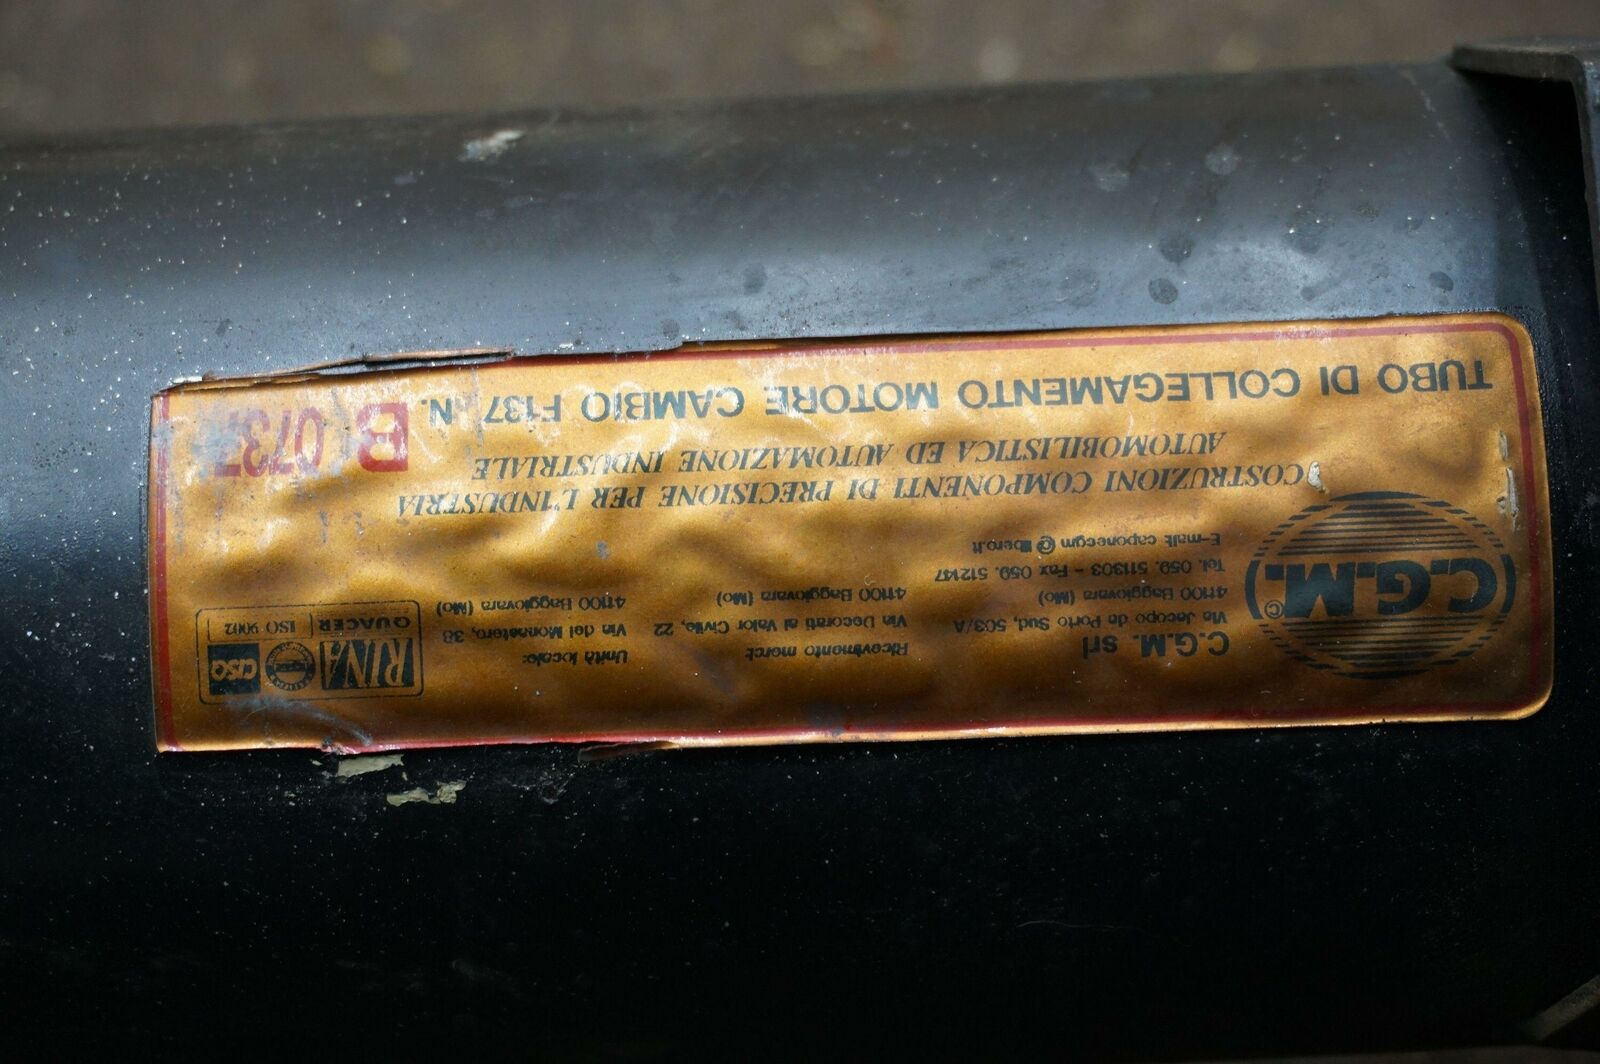 (C.G.M.)
©
C.G.M. srl
Via Jacopo da Porto Sud, 503/A
41100 Baggiovara (Mo)
Tel. 059. 511303 - Fax 059. 512147
E-mail: caponecgm @ libero.it
Ricevimento merci:
Via Decorati al Valor Civile, 22
41100 Baggiovara (Mo)
Unità locale:
Via del Monastero, 38
41100 Baggiovara (Mo)
RINA
CISQ
QUACER
ISO 9002
COSTRUZIONI COMPONENTI DI PRECISIONE PER L'INDUSTRIA
AUTOMOBILISTICA ED AUTOMAZIONE INDUSTRIALE
TUBO DI COLLEGAMENTO MOTORE CAMBIO F137 N.
B 0737